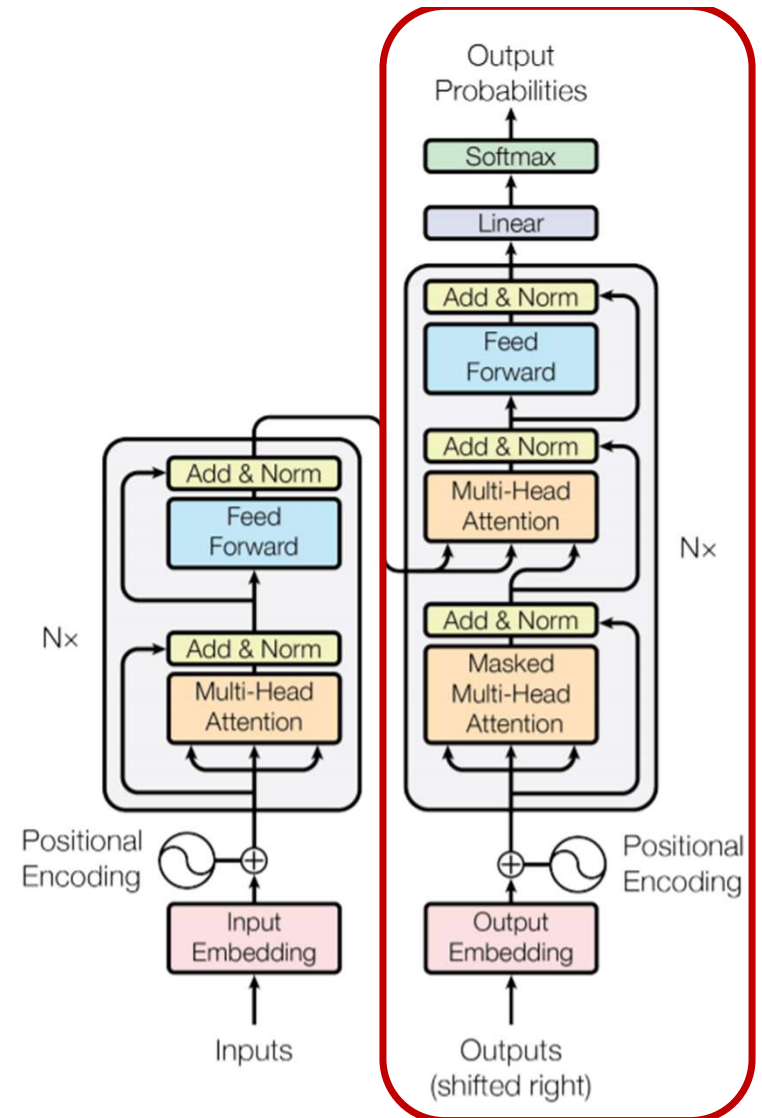 Output
Probabilities
Softmax
Linear
Add & Norm
Feed
Forward
Add & Norm
Multi-Head
Attention
Nx
Add & Norm
Masked
Multi-Head
Attention
Positional
Encoding
Output
Embedding
Outputs
(shifted right)
Add & Norm
Feed
Forward
Nx
Add & Norm
Multi-Head
Attention
Positional
Encoding
Input
Embedding
Inputs